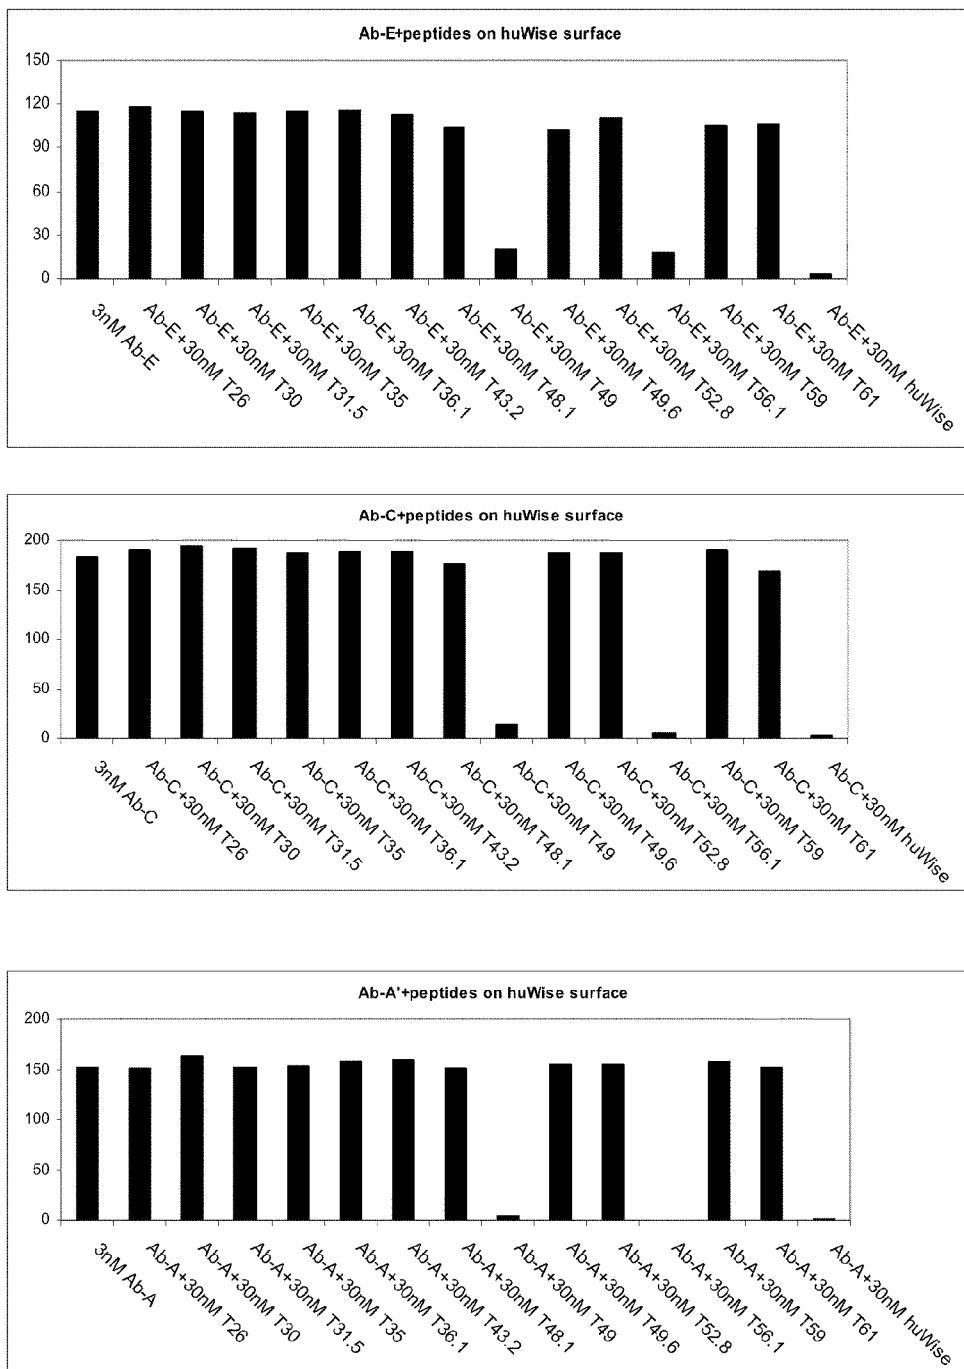 Ab-E+peptides on huWise surface
150
120
90
60
30
0
3nM Ab-E
Ab-E+30nM T26
Ab-E+30nM T30
Ab-E+30nM T31.5
Ab-E+30nM T35
Ab-E+30nM T36.1
Ab-E+30nM T43.2
Ab-E+30nM T48.1
Ab-E+30nM T49
Ab-E+30nM T49.6
Ab-E+30nM T52.8
Ab-E+30nM T56.1
Ab-E+30nM T59
Ab-E+30nM T61
Ab-E+30nM huWise
Ab-C+peptides on huWise surface
200
150
100
50
0
3nM Ab-C
Ab-C+30nM T26
Ab-C+30nM T30
Ab-C+30nM T31.5
Ab-C+30nM T35
Ab-C+30nM T36.1
Ab-C+30nM T43.2
Ab-C+30nM T48.1
Ab-C+30nM T49
Ab-C+30nM T49.6
Ab-C+30nM T52.8
Ab-C+30nM T56.1
Ab-C+30nM T59
Ab-C+30nM T61
Ab-C+30nM huWise
Ab-A'+peptides on huWise surface
200
150
100
50
0
3nM Ab-A
Ab-A+30nM T26
Ab-A+30nM T30
Ab-A+30nM T31.5
Ab-A+30nM T35
Ab-A+30nM T36.1
Ab-A+30nM T43.2
Ab-A+30nM T48.1
Ab-A+30nM T49
Ab-A+30nM T49.6
Ab-A+30nM T52.8
Ab-A+30nM T56.1
Ab-A+30nM T59
Ab-A+30nM T61
Ab-A+30nM huWise